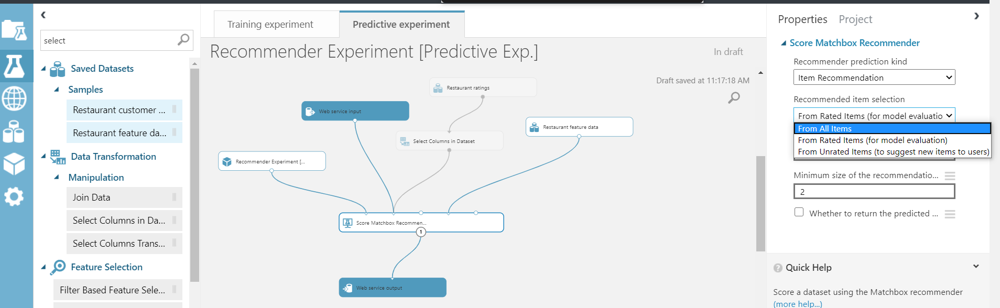 select
Saved Datasets
Samples
Restaurant customer ...
Restaurant feature da...
Data Transformation
Manipulation
Join Data
Select Columns in Da...
Select Columns Trans...
Feature Selection
Filter Based Feature Sele...
Training experiment
Predictive experiment
Recommender Experiment [Predictive Exp.]
In draft
Draft saved at 11:17:18 AM
Restaurant ratings
Web service input
Restaurant feature data
Select Columns in Dataset
Recommender Experiment [...
Score Matchbox Recommen...
1
Web service output
Properties
Project
Score Matchbox Recommender
Recommender prediction kind
Item Recommendation
Recommended item selection
From Rated Items (for model evaluatio
From All Items
From Rated Items (for model evaluation)
From Unrated Items (to suggest new items to users)
Minimum size of the recommendatio...
2
Whether to return the predicted ...
Quick Help
Score a dataset using the Matchbox recommender
(more help...)